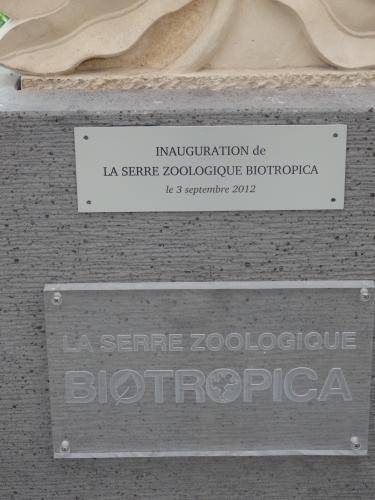 INAUGURATION de
LA SERRE ZOOLOGIQUE BIOTROPICA
le 3 septembre 2012
LA SERRE ZOOLOGIQUE
BIOTROPICA